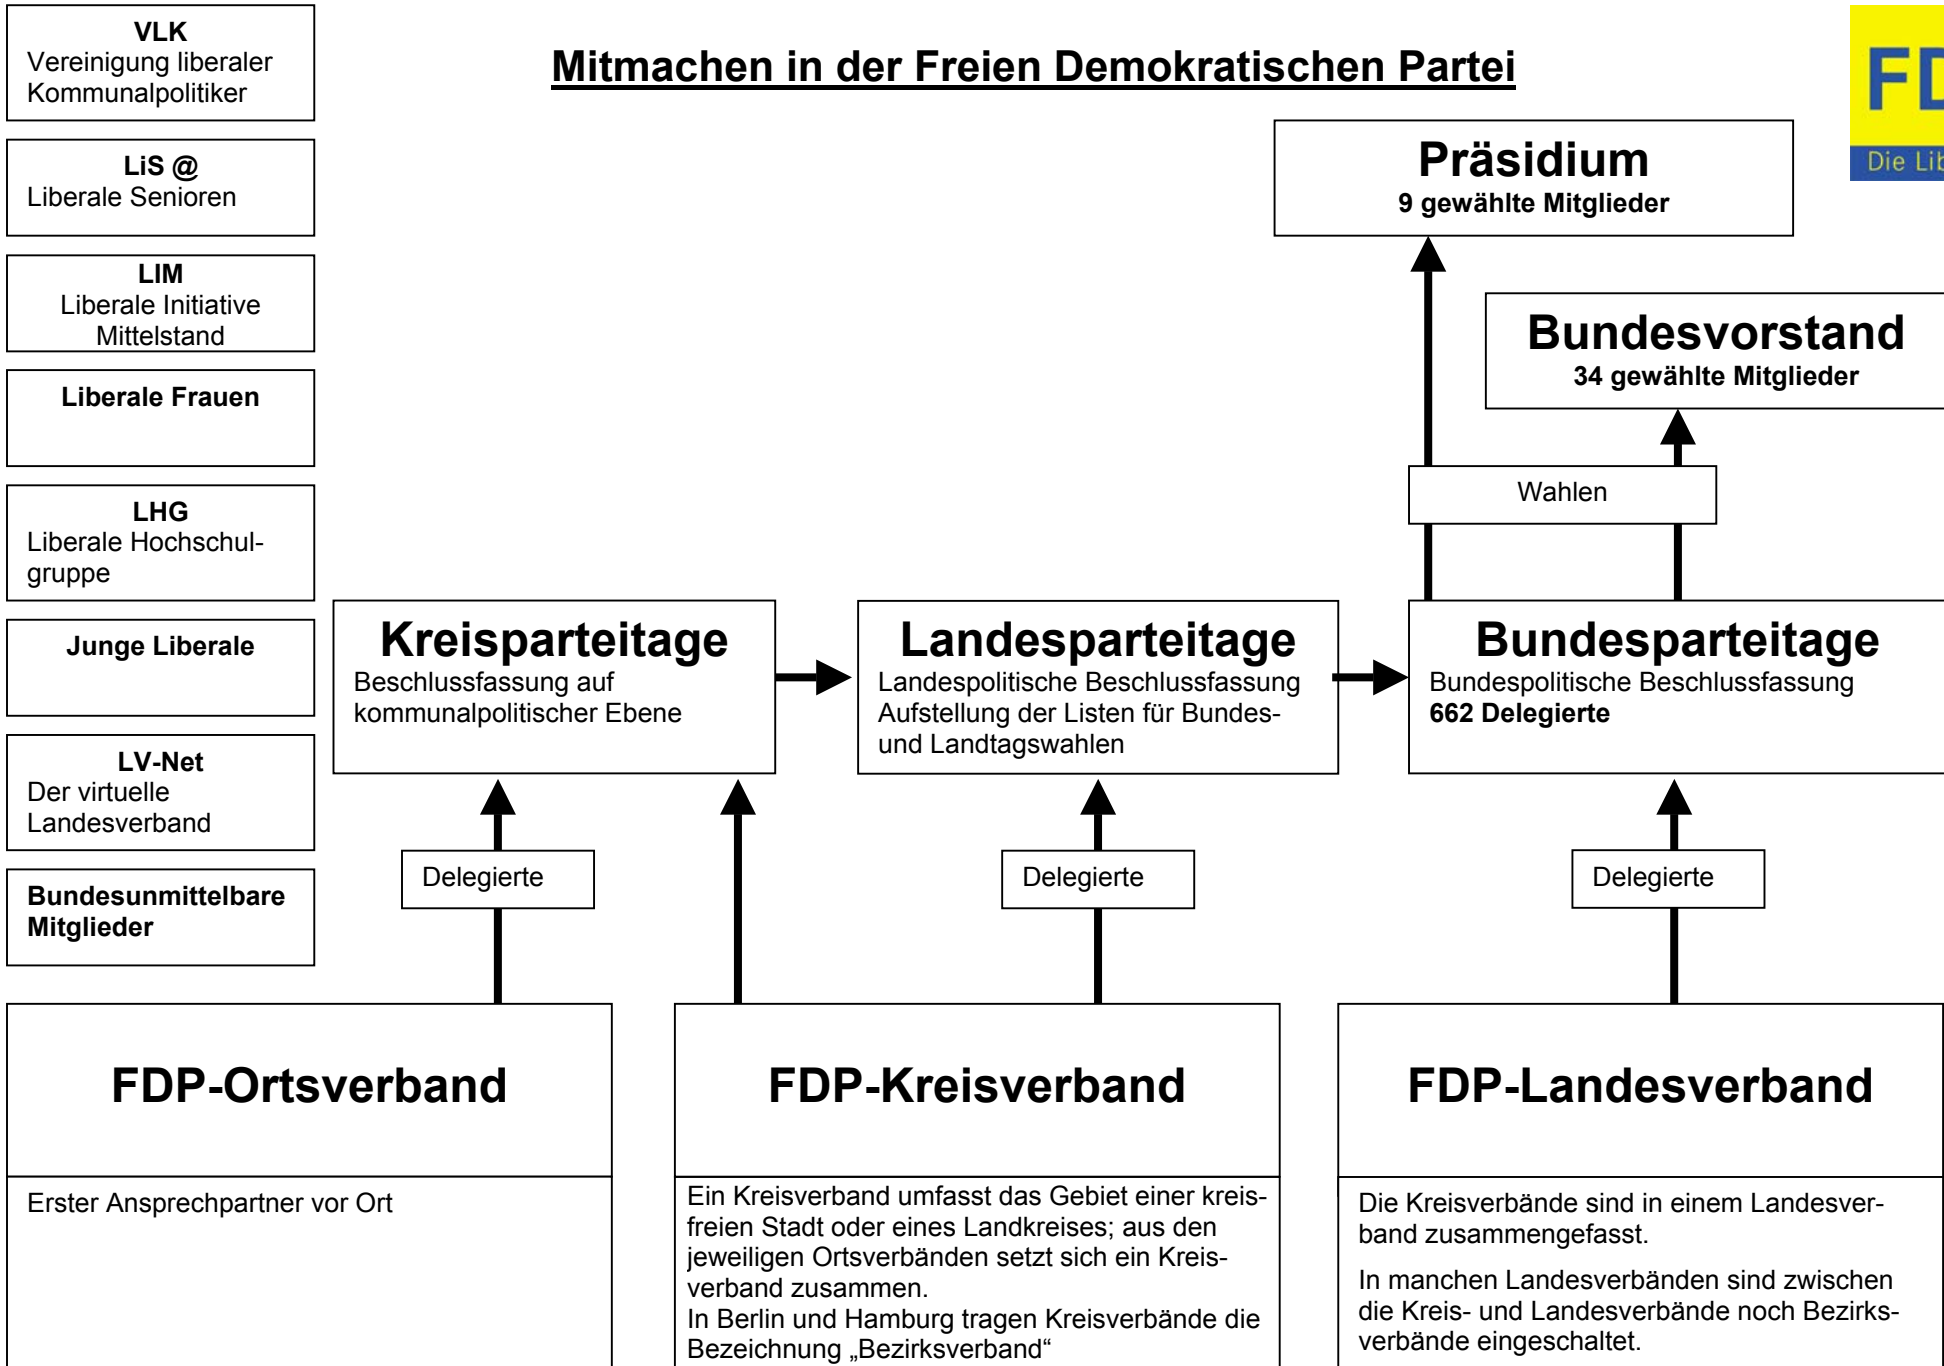 VLK
Vereinigung liberaler
Kommunalpolitiker
Mitmachen in der Freien Demokratischen Partei
FD
Die Lib
LiS @
Liberale Senioren
LIM
Liberale Initiative
Mittelstand
Liberale Frauen
LHG
Liberale Hochschul-
gruppe
Junge Liberale
LV-Net
Der virtuelle
Landesverband
Bundesunmittelbare
Mitglieder
Präsidium
9 gewählte Mitglieder
Bundesvorstand
34 gewählte Mitglieder
Wahlen
Kreisparteitage
Beschlussfassung auf
kommunalpolitischer Ebene
Landesparteitage
Landespolitische Beschlussfassung
Aufstellung der Listen für Bundes-
und Landtagswahlen
Bundesparteitage
Bundespolitische Beschlussfassung
662 Delegierte
Delegierte
Delegierte
Delegierte
FDP-Ortsverband
Erster Ansprechpartner vor Ort
FDP-Kreisverband
Ein Kreisverband umfasst das Gebiet einer kreis-
freien Stadt oder eines Landkreises; aus den
jeweiligen Ortsverbänden setzt sich ein Kreis-
verband zusammen.
In Berlin und Hamburg tragen Kreisverbände die
Bezeichnung „Bezirksverband“
FDP-Landesverband
Die Kreisverbände sind in einem Landesver-
band zusammengefasst.
In manchen Landesverbänden sind zwischen
die Kreis- und Landesverbände noch Bezirks-
verbände eingeschaltet.